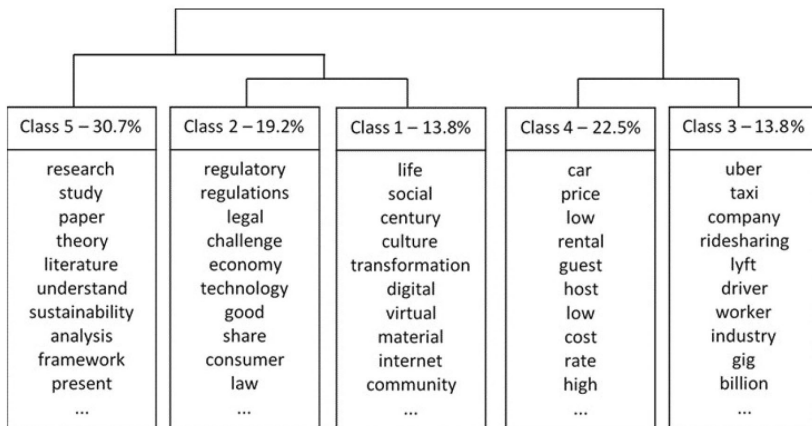 Class 5 – 30.7%
research
study
paper
theory
literature
understand
sustainability
analysis
framework
present
...
Class 2 – 19.2%
regulatory
regulations
legal
challenge
economy
technology
good
share
consumer
law
...
Class 1 – 13.8%
life
social
century
culture
transformation
digital
virtual
material
internet
community
...
Class 4 – 22.5%
car
price
low
rental
guest
host
low
cost
rate
high
...
Class 3 – 13.8%
uber
taxi
company
ridesharing
lyft
driver
worker
industry
gig
billion
...